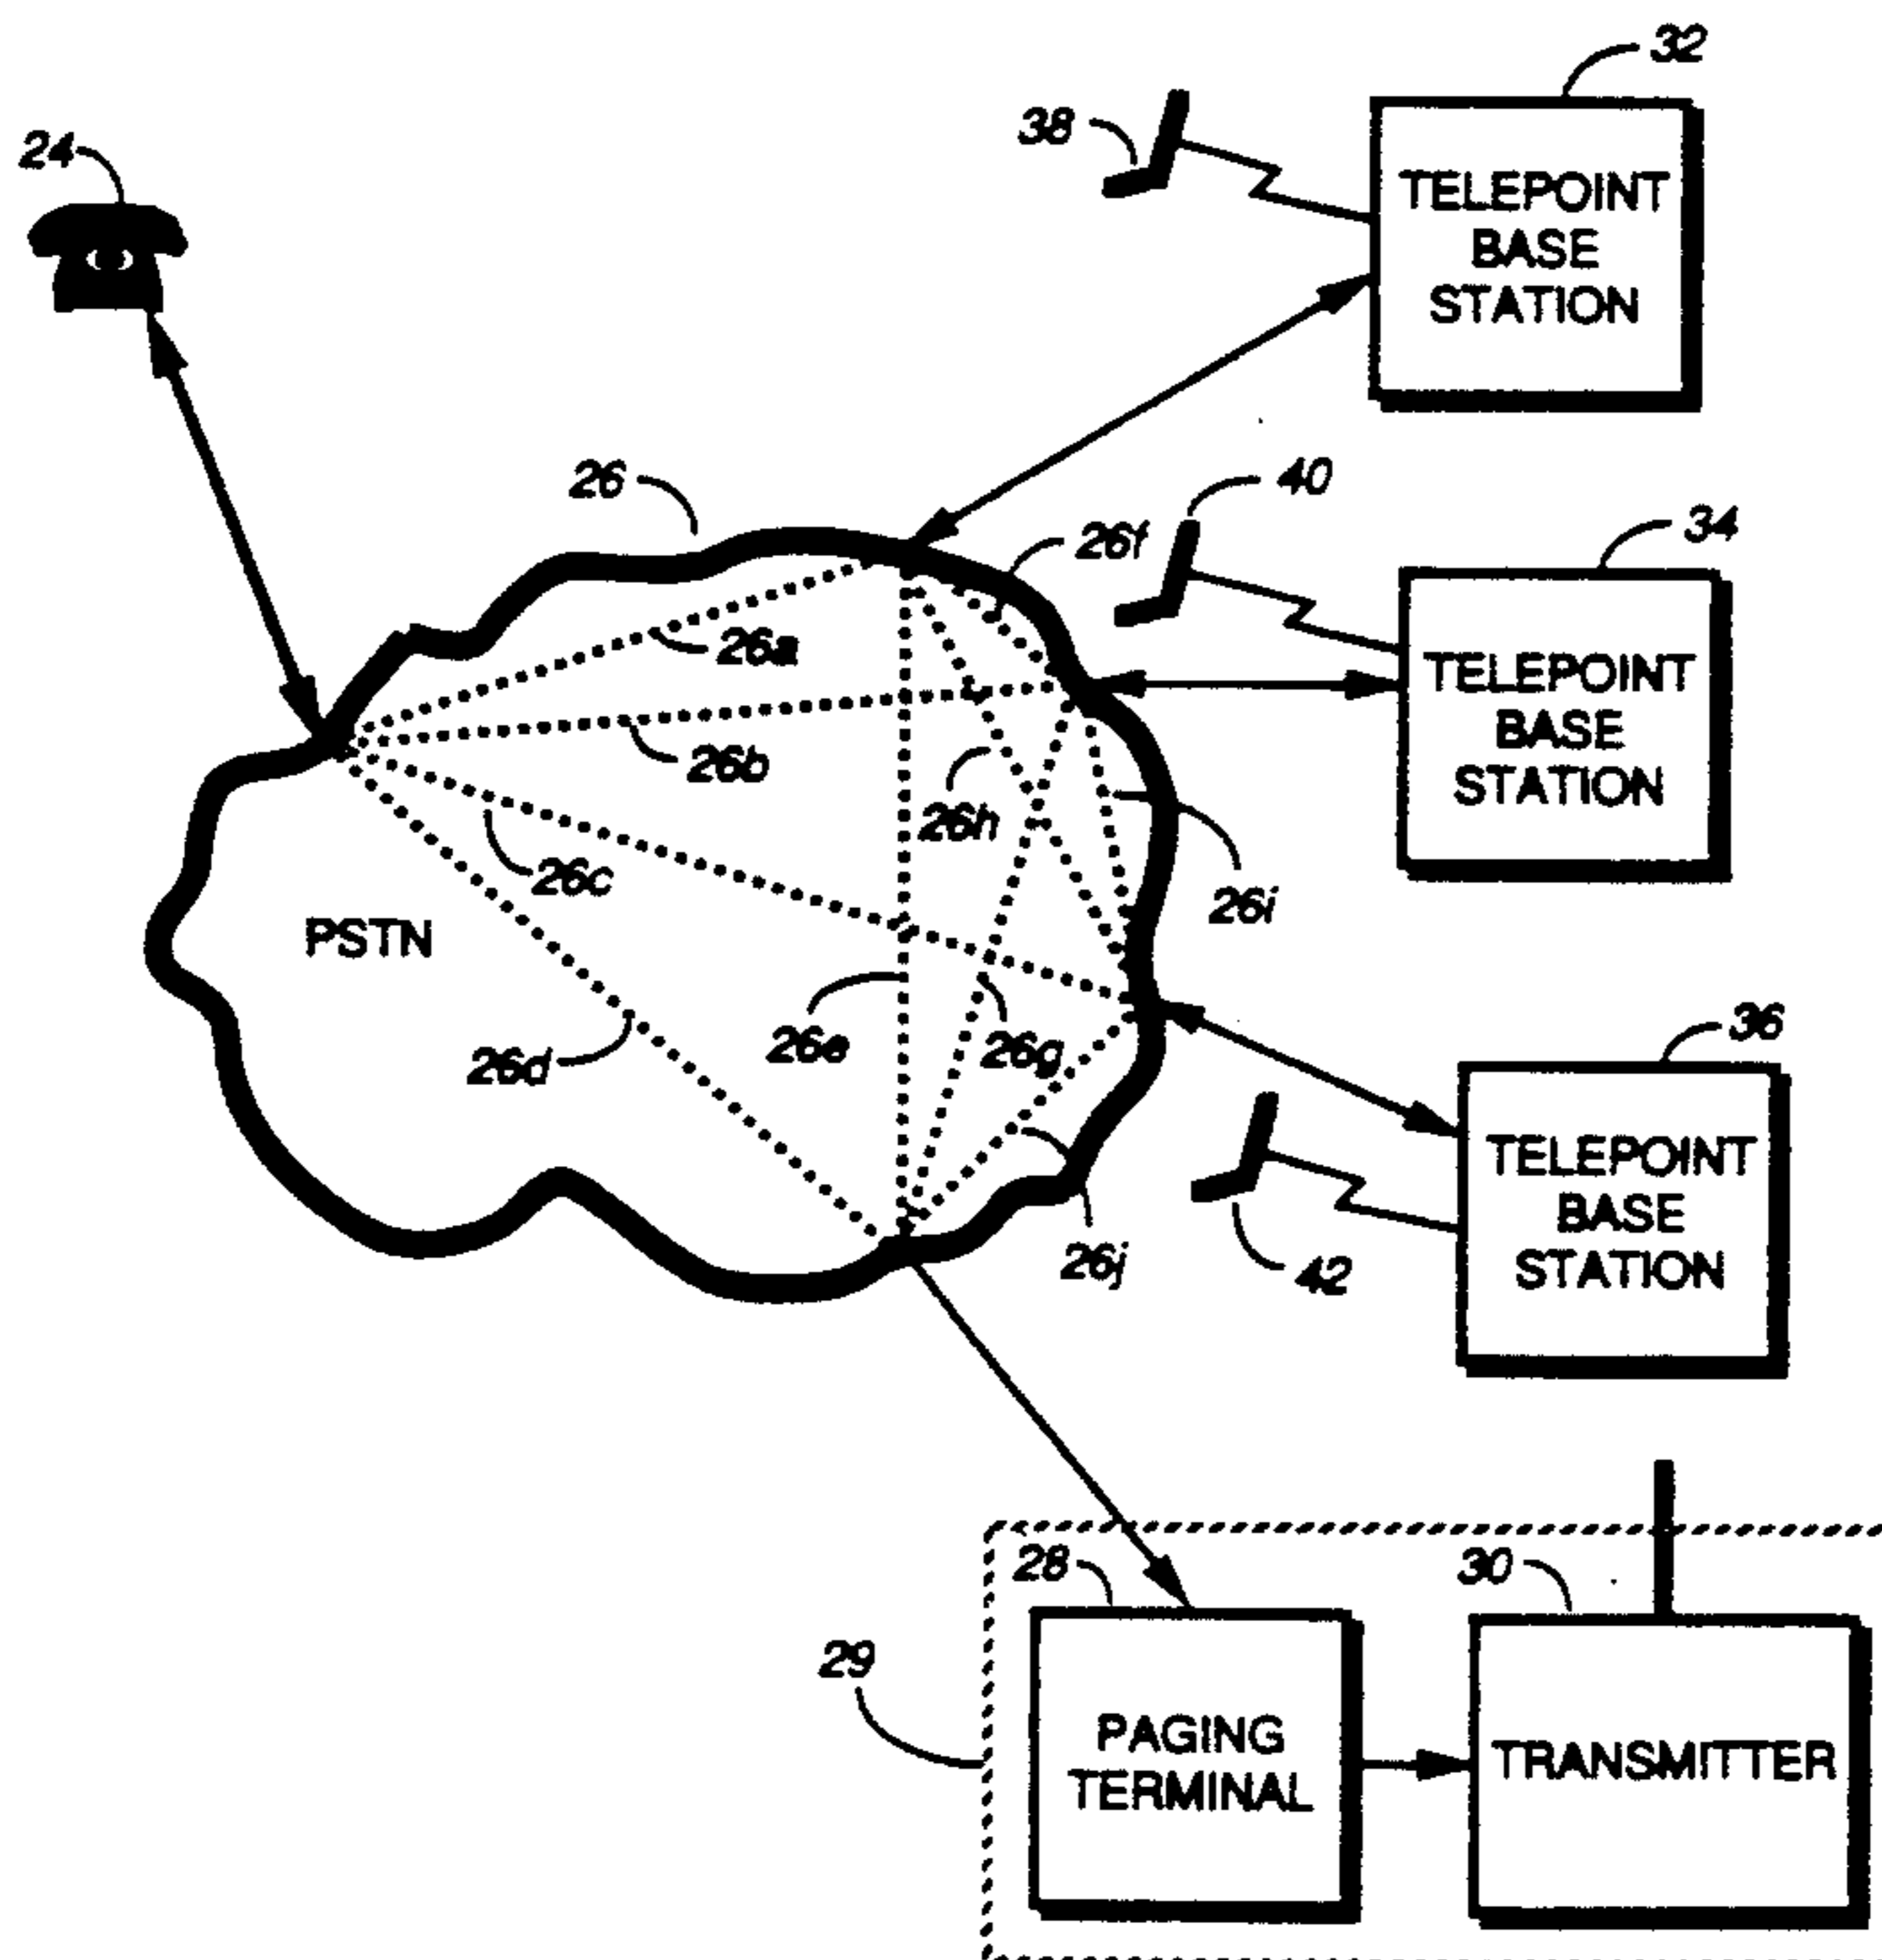 32
38
24
TELEPOINT
BASE
STATION
26
40
26f
34
26a
26b
TELEPOINT
BASE
STATION
26h
26c
26i
PSTN
26e
26g
26d
36
TELEPOINT
BASE
STATION
26j
42
28
30
29
PAGING
TERMINAL
TRANSMITTER